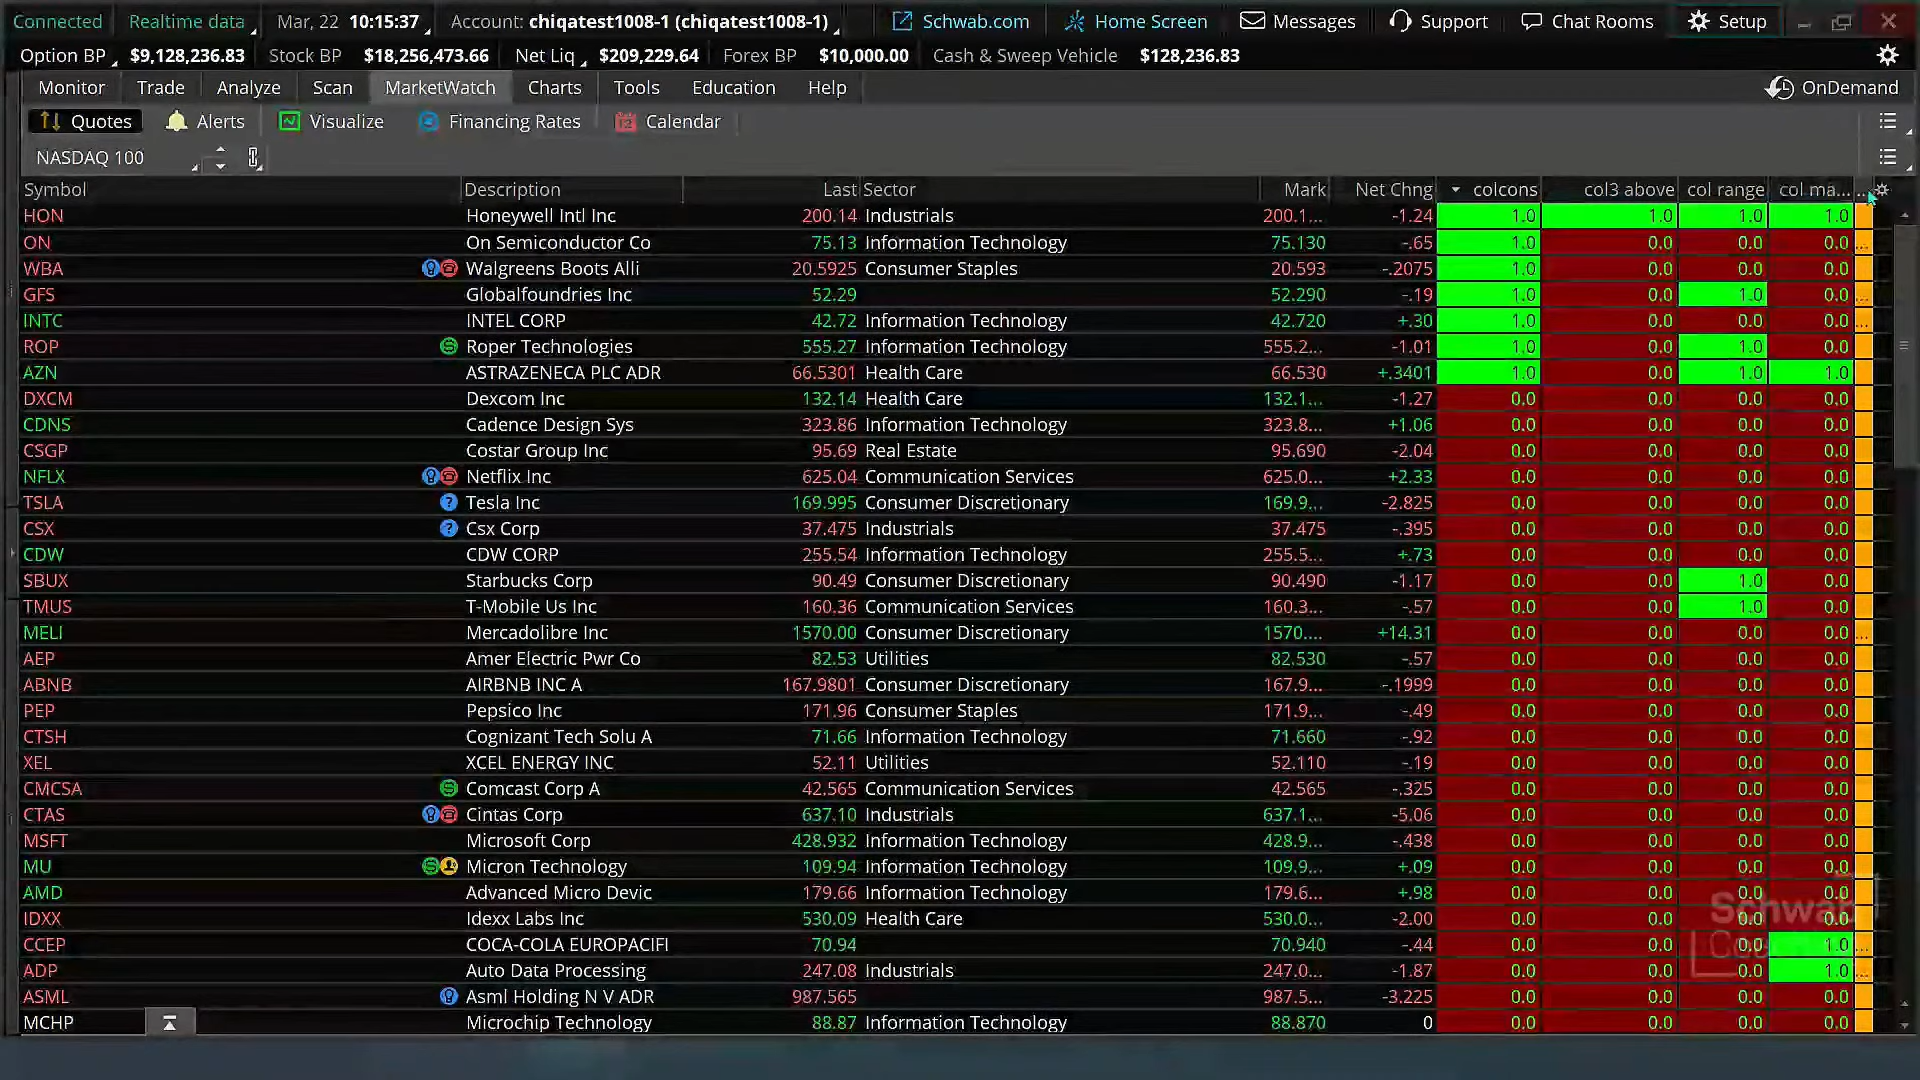 Connected Realtime data Mar, 22 10:15:37 Account: chiqatest1008-1 (chiqatest1008-1) Schwab.com Home Screen Messages Support Chat Rooms Setup
Option BP $9,128,236.83 Stock BP $18,256,473.66 Net Liq $209,229.64 Forex BP $10,000.00 Cash & Sweep Vehicle $128,236.83
Monitor Trade Analyze Scan MarketWatch Charts Tools Education Help OnDemand
Quotes Alerts Visualize Financing Rates Calendar
NASDAQ 100
Symbol Description Last Sector Mark Net Chng colcons col3 above col range col ma... ...
HON Honeywell Intl Inc 200.14 Industrials 200.1... -1.24 1.0 1.0 1.0 1.0
ON On Semiconductor Co 75.13 Information Technology 75.130 -.65 1.0 0.0 0.0 0.0 ...
WBA Walgreens Boots Alli 20.5925 Consumer Staples 20.593 -.2075 1.0 0.0 0.0 0.0
GFS Globalfoundries Inc 52.29 52.290 -.19 1.0 0.0 1.0 0.0 ...
INTC INTEL CORP 42.72 Information Technology 42.720 +.30 1.0 0.0 0.0 0.0 ...
ROP Roper Technologies 555.27 Information Technology 555.2... -1.01 1.0 0.0 1.0 0.0
AZN ASTRAZENECA PLC ADR 66.5301 Health Care 66.530 +.3401 1.0 0.0 1.0 1.0
DXCM Dexcom Inc 132.14 Health Care 132.1... -1.27 0.0 0.0 0.0 0.0
CDNS Cadence Design Sys 323.86 Information Technology 323.8... +1.06 0.0 0.0 0.0 0.0
CSGP Costar Group Inc 95.69 Real Estate 95.690 -2.04 0.0 0.0 0.0 0.0
NFLX Netflix Inc 625.04 Communication Services 625.0... +2.33 0.0 0.0 0.0 0.0
TSLA Tesla Inc 169.995 Consumer Discretionary 169.9... -2.825 0.0 0.0 0.0 0.0
CSX Csx Corp 37.475 Industrials 37.475 -.395 0.0 0.0 0.0 0.0
CDW CDW CORP 255.54 Information Technology 255.5... +.73 0.0 0.0 0.0 0.0
SBUX Starbucks Corp 90.49 Consumer Discretionary 90.490 -1.17 0.0 0.0 1.0 0.0
TMUS T-Mobile Us Inc 160.36 Communication Services 160.3... -.57 0.0 0.0 1.0 0.0
MELI Mercadolibre Inc 1570.00 Consumer Discretionary 1570.... +14.31 0.0 0.0 0.0 0.0 ...
AEP Amer Electric Pwr Co 82.53 Utilities 82.530 -.57 0.0 0.0 0.0 0.0
ABNB AIRBNB INC A 167.9801 Consumer Discretionary 167.9... -.1999 0.0 0.0 0.0 0.0
PEP Pepsico Inc 171.96 Consumer Staples 171.9... -.49 0.0 0.0 0.0 0.0
CTSH Cognizant Tech Solu A 71.66 Information Technology 71.660 -.92 0.0 0.0 0.0 0.0
XEL XCEL ENERGY INC 52.11 Utilities 52.110 -.19 0.0 0.0 0.0 0.0
CMCSA Comcast Corp A 42.565 Communication Services 42.565 -.325 0.0 0.0 0.0 0.0
CTAS Cintas Corp 637.10 Industrials 637.1... -5.06 0.0 0.0 0.0 0.0
MSFT Microsoft Corp 428.932 Information Technology 428.9... -.438 0.0 0.0 0.0 0.0
MU Micron Technology 109.94 Information Technology 109.9... +.09 0.0 0.0 0.0 0.0
AMD Advanced Micro Devic 179.66 Information Technology 179.6... +.98 0.0 0.0 0.0 0.0
IDXX Idexx Labs Inc 530.09 Health Care 530.0... -2.00 0.0 0.0 0.0 0.0
CCEP COCA-COLA EUROPACIFI 70.94 70.940 -.44 0.0 0.0 0.0 1.0 ...
ADP Auto Data Processing 247.08 Industrials 247.0... -1.87 0.0 0.0 0.0 1.0 ...
ASML Asml Holding N V ADR 987.565 987.5... -3.225 0.0 0.0 0.0 0.0
MCHP Microchip Technology 88.87 Information Technology 88.870 0 0.0 0.0 0.0 0.0